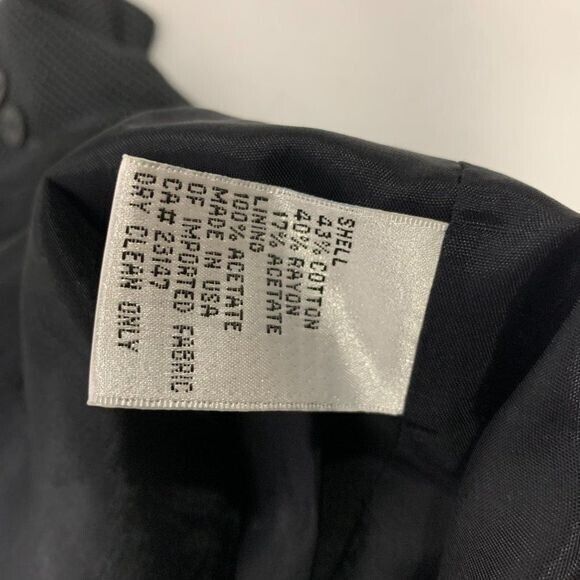 SHELL
43% COTTON
40% RAYON
17% ACETATE
LINING
100% ACETATE
MADE IN USA
OF IMPORTED FABRIC
CA# 23147
DRY CLEAN ONLY